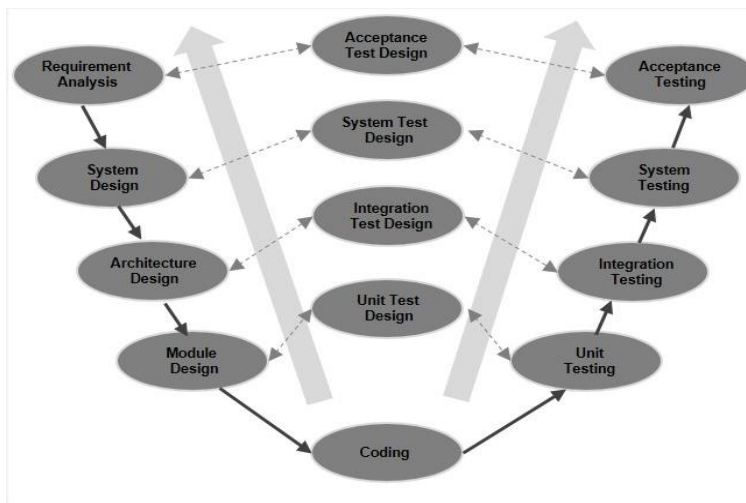 Acceptance
Test Design
Requirement
Analysis
Acceptance
Testing
System Test
Design
System
Design
System
Testing
Integration
Test Design
Architecture
Design
Integration
Testing
Unit Test
Design
Module
Design
Unit
Testing
Coding